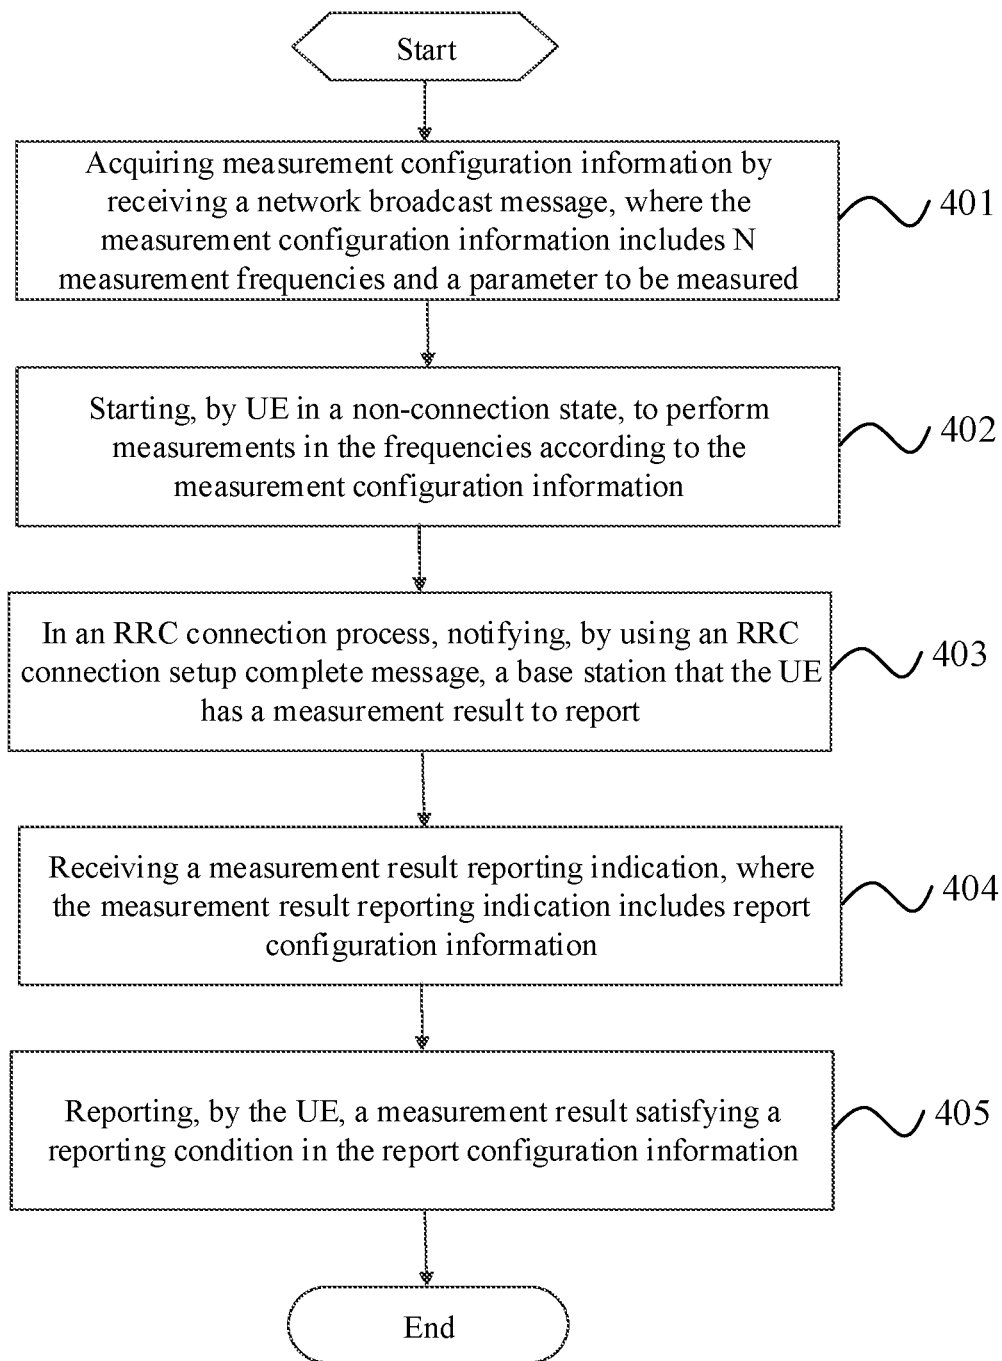 Start
Acquiring measurement configuration information by
receiving a network broadcast message, where the
measurement configuration information includes N
measurement frequencies and a parameter to be measured
401
Starting, by UE in a non-connection state, to perform
measurements in the frequencies according to the
measurement configuration information
402
In an RRC connection process, notifying, by using an RRC
connection setup complete message, a base station that the UE
has a measurement result to report
403
Receiving a measurement result reporting indication, where
the measurement result reporting indication includes report
configuration information
404
Reporting, by the UE, a measurement result satisfying a
reporting condition in the report configuration information
405
End